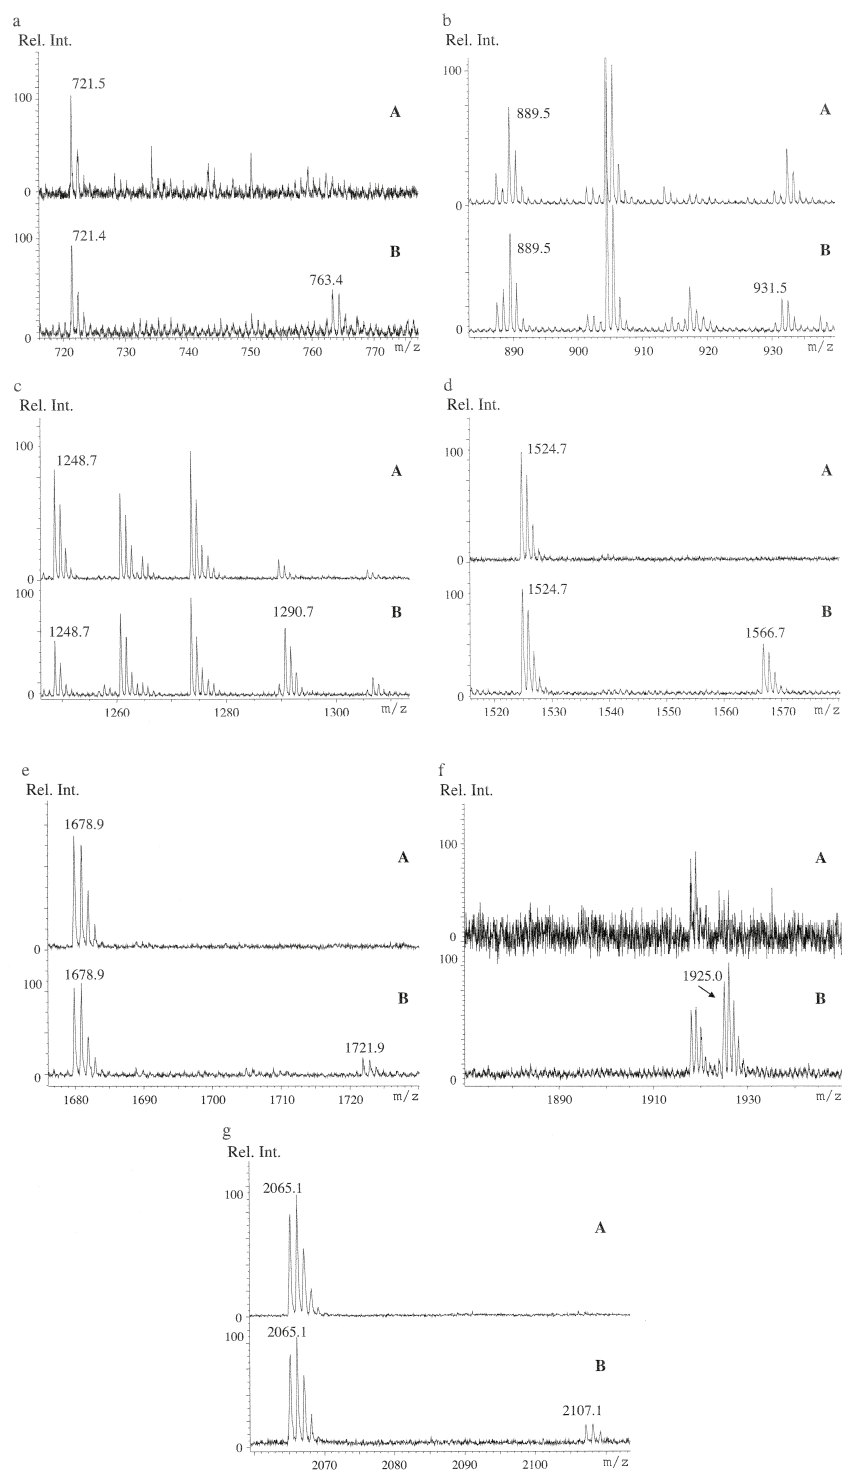 a
Rel. Int.
721.5
100
A
0
100
721.4
B
763.4
0
720 730 740 750 760 770 m/z
b
Rel. Int.
100
889.5
A
0
100
889.5
B
931.5
0
890 900 910 920 930 m/z
c
Rel. Int.
100
1248.7
A
0
100
1290.7
B
1248.7
0
1260 1280 1300 m/z
d
Rel. Int.
100
1524.7
A
0
100
1524.7
B
1566.7
0
1520 1530 1540 1550 1560 1570 m/z
e
Rel. Int.
1678.9
100
A
0
1678.9
100
B
1721.9
0
1680 1690 1700 1710 1720 m/z
f
Rel. Int.
100
A
0
100
1925.0
B
0
1890 1910 1930 m/z
g
Rel. Int.
2065.1
100
A
0
2065.1
100
B
2107.1
0
2070 2080 2090 2100 m/z